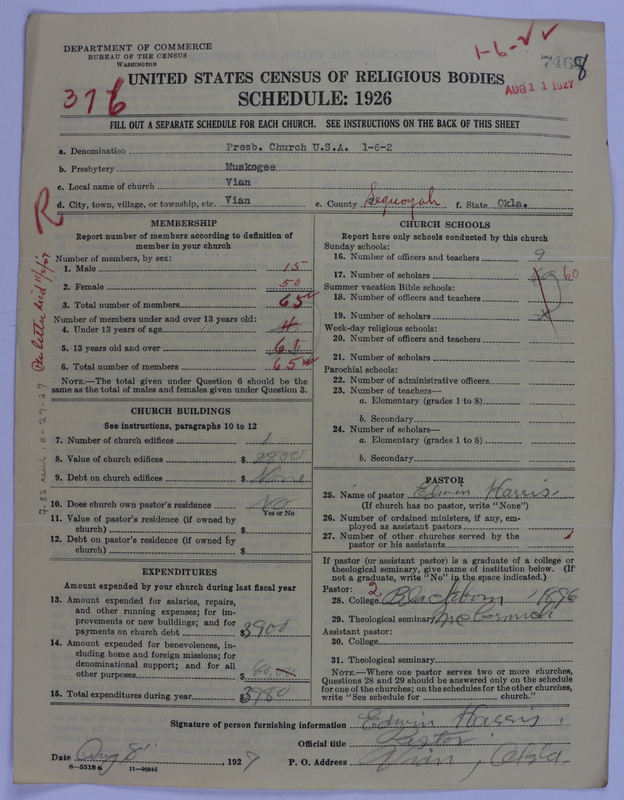 DEPARTMENT OF COMMERCE
BUREAU OF THE CENSUS
WASHINGTON
1-6-2
7468
376
UNITED STATES CENSUS OF RELIGIOUS BODIES
AUG 11 1927
SCHEDULE: 1926
FILL OUT A SEPARATE SCHEDULE FOR EACH CHURCH. SEE INSTRUCTIONS ON THE BACK OF THIS SHEET
a. Denomination Presb. Church U.S.A. 1-6-2
b. Presbytery Muskogee
c. Local name of church Vian
d. City, town, village, or township, etc. Vian e. County Sequoyah f. State Okla.
R
Per letter recd
MEMBERSHIP
Report number of members according to definition of
member in your church
Number of members, by sex:
1. Male 15
2. Female 50
3. Total number of members 65
Number of members under and over 13 years old:
4. Under 13 years of age 4
5. 13 years old and over
6. Total number of members 65
NOTE.—The total given under Question 6 should be the
same as the total of males and females given under Question 3.
CHURCH BUILDINGS
See instructions, paragraphs 10 to 12
7. Number of church edifices 1
8. Value of church edifices $
9. Debt on church edifices $ None
10. Does church own pastor's residence No
Yes or No
11. Value of pastor's residence (if owned by
church) $
12. Debt on pastor's residence (if owned by
church) $
EXPENDITURES
Amount expended by your church during last fiscal year
13. Amount expended for salaries, repairs,
and other running expenses; for im-
provements or new buildings; and for
payments on church debt $3900
14. Amount expended for benevolences, in-
cluding home and foreign missions; for
denominational support; and for all
other purposes $
15. Total expenditures during year $3980
CHURCH SCHOOLS
Report here only schools conducted by this church
Sunday schools:
16. Number of officers and teachers 9
17. Number of scholars 60
Summer vacation Bible schools:
18. Number of officers and teachers
19. Number of scholars
Week-day religious schools:
20. Number of officers and teachers
21. Number of scholars
Parochial schools:
22. Number of administrative officers
23. Number of teachers—
a. Elementary (grades 1 to 8)
b. Secondary
24. Number of scholars—
a. Elementary (grades 1 to 8)
b. Secondary
PASTOR
25. Name of pastor Edwin Harris
(If church has no pastor, write "None")
26. Number of ordained ministers, if any, em-
ployed as assistant pastors
27. Number of other churches served by the
pastor or his assistants
If pastor (or assistant pastor) is a graduate of a college or
theological seminary, give name of institution below. (If
not a graduate, write "No" in the space indicated.)
Pastor: 2
28. College Blackborn 1896
29. Theological seminary McCormick
Assistant pastor:
30. College
31. Theological seminary
NOTE.—Where one pastor serves two or more churches,
Questions 28 and 29 should be answered only on the schedule
for one of the churches; on the schedules for the other churches,
write "See schedule for church."
Signature of person furnishing information Edwin Harris,
Official title Pastor
Date Aug 8, 1927 P. O. Address Vian, Okla,
8-5518a 11-9084d